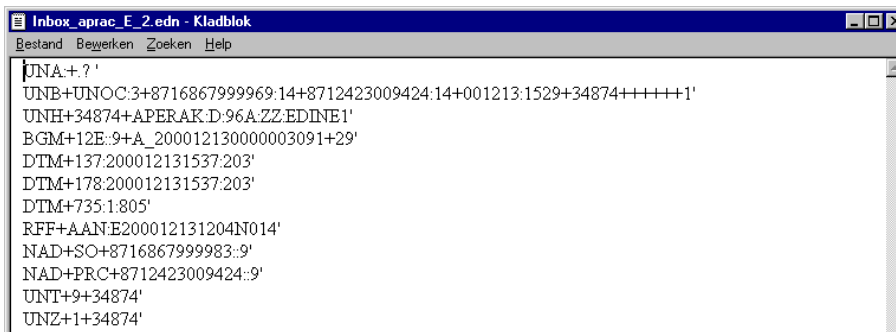 Inbox_aprac_E_2.edn - Kladblok
Bestand Bewerken Zoeken Help
UNA:+.? '
UNB+UNOC:3+8716867999969:14+8712423009424:14+001213:1529+34874++++++1'
UNH+34874+APERAK:D:96A:ZZ:EDINE1'
BGM+12E::9+A_200012130000003091+29'
DTM+137:200012131537:203'
DTM+178:200012131537:203'
DTM+735:1:805'
RFF+AAN:E200012131204N014'
NAD+SO+8716867999983::9'
NAD+PRC+8712423009424::9'
UNT+9+34874'
UNZ+1+34874'